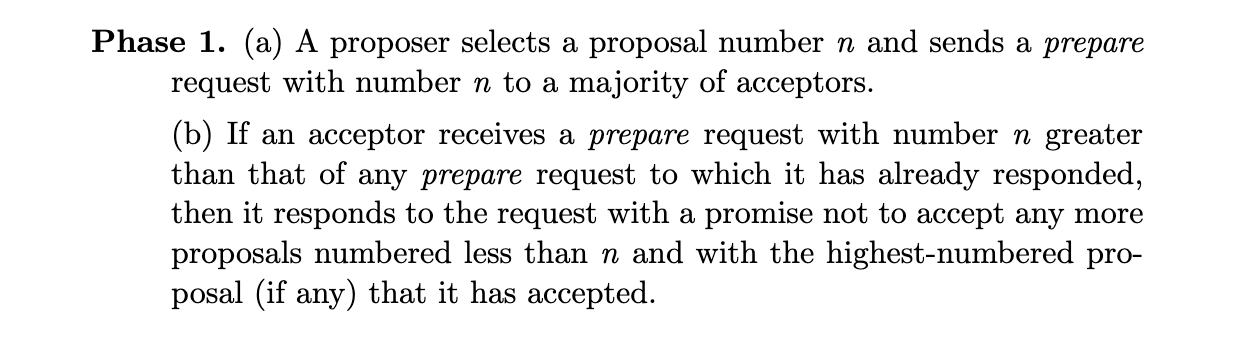 Phase 1. (a) A proposer selects a proposal number n and sends a prepare
request with number n to a majority of acceptors.
(b) If an acceptor receives a prepare request with number n greater
than that of any prepare request to which it has already responded,
then it responds to the request with a promise not to accept any more
proposals numbered less than n and with the highest-numbered pro-
posal (if any) that it has accepted.